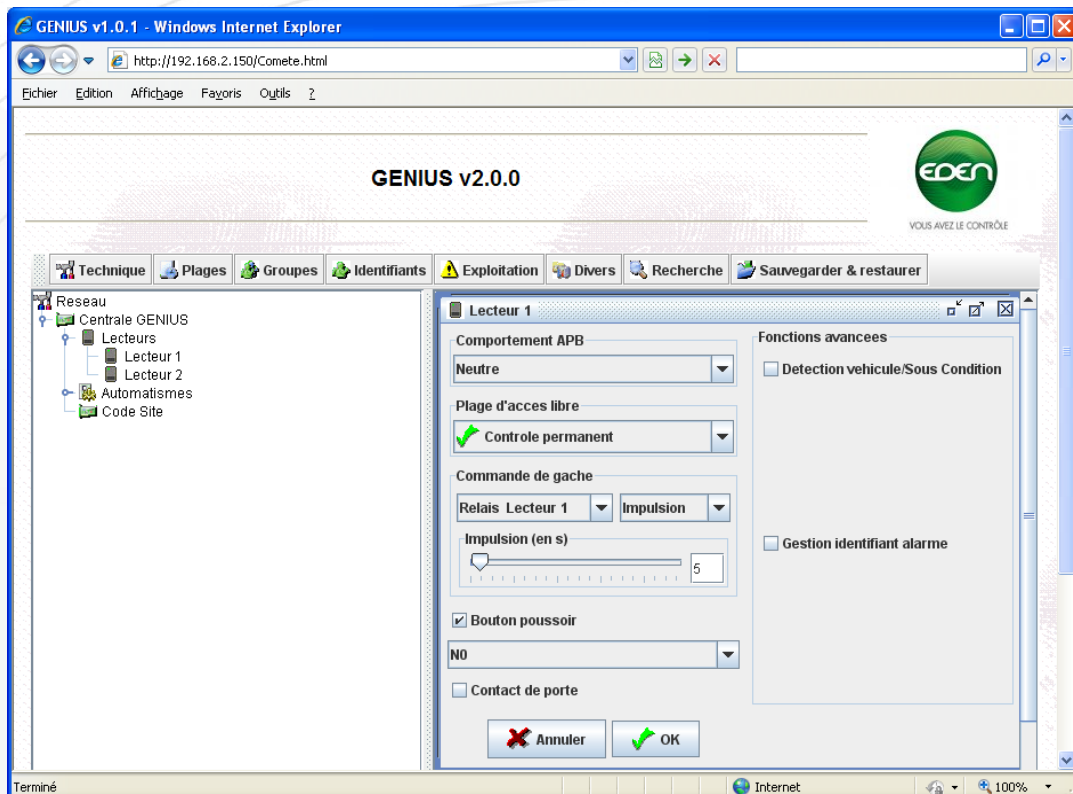 GENIUS v1.0.1 - Windows Internet Explorer
http://192.168.2.150/Comete.html
Fichier Edition Affichage Favoris Outils ?
GENIUS v2.0.0
EDEN
VOUS AVEZ LE CONTRÔLE
Technique Plages Groupes Identifiants Exploitation Divers Recherche Sauvegarder & restaurer
Reseau
Centrale GENIUS
Lecteurs
Lecteur 1
Lecteur 2
Automatismes
Code Site
Lecteur 1
Comportement APB
Neutre
Plage d'acces libre
Controle permanent
Commande de gache
Relais Lecteur 1 Impulsion
Impulsion (en s)
5
Bouton poussoir
NO
Contact de porte
Fonctions avancees
Detection vehicule/Sous Condition
Gestion identifiant alarme
Annuler OK
Terminé Internet 100%